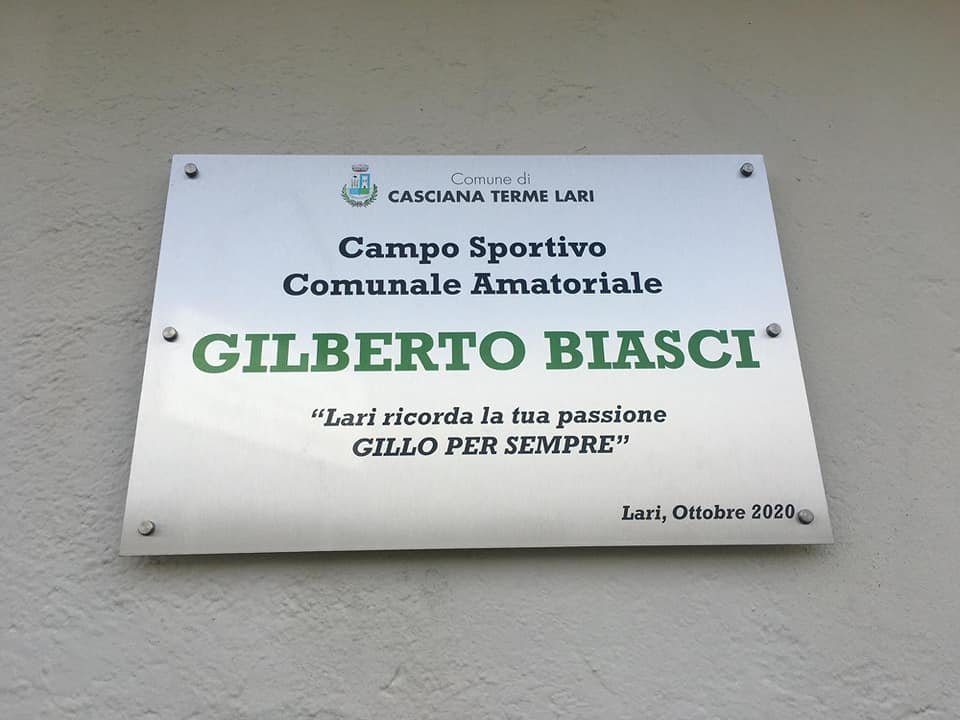 Comune di
CASCIANA TERME LARI
Campo Sportivo
Comunale Amatoriale
GILBERTO BIASCI
“Lari ricorda la tua passione
GILLO PER SEMPRE”
Lari, Ottobre 2020